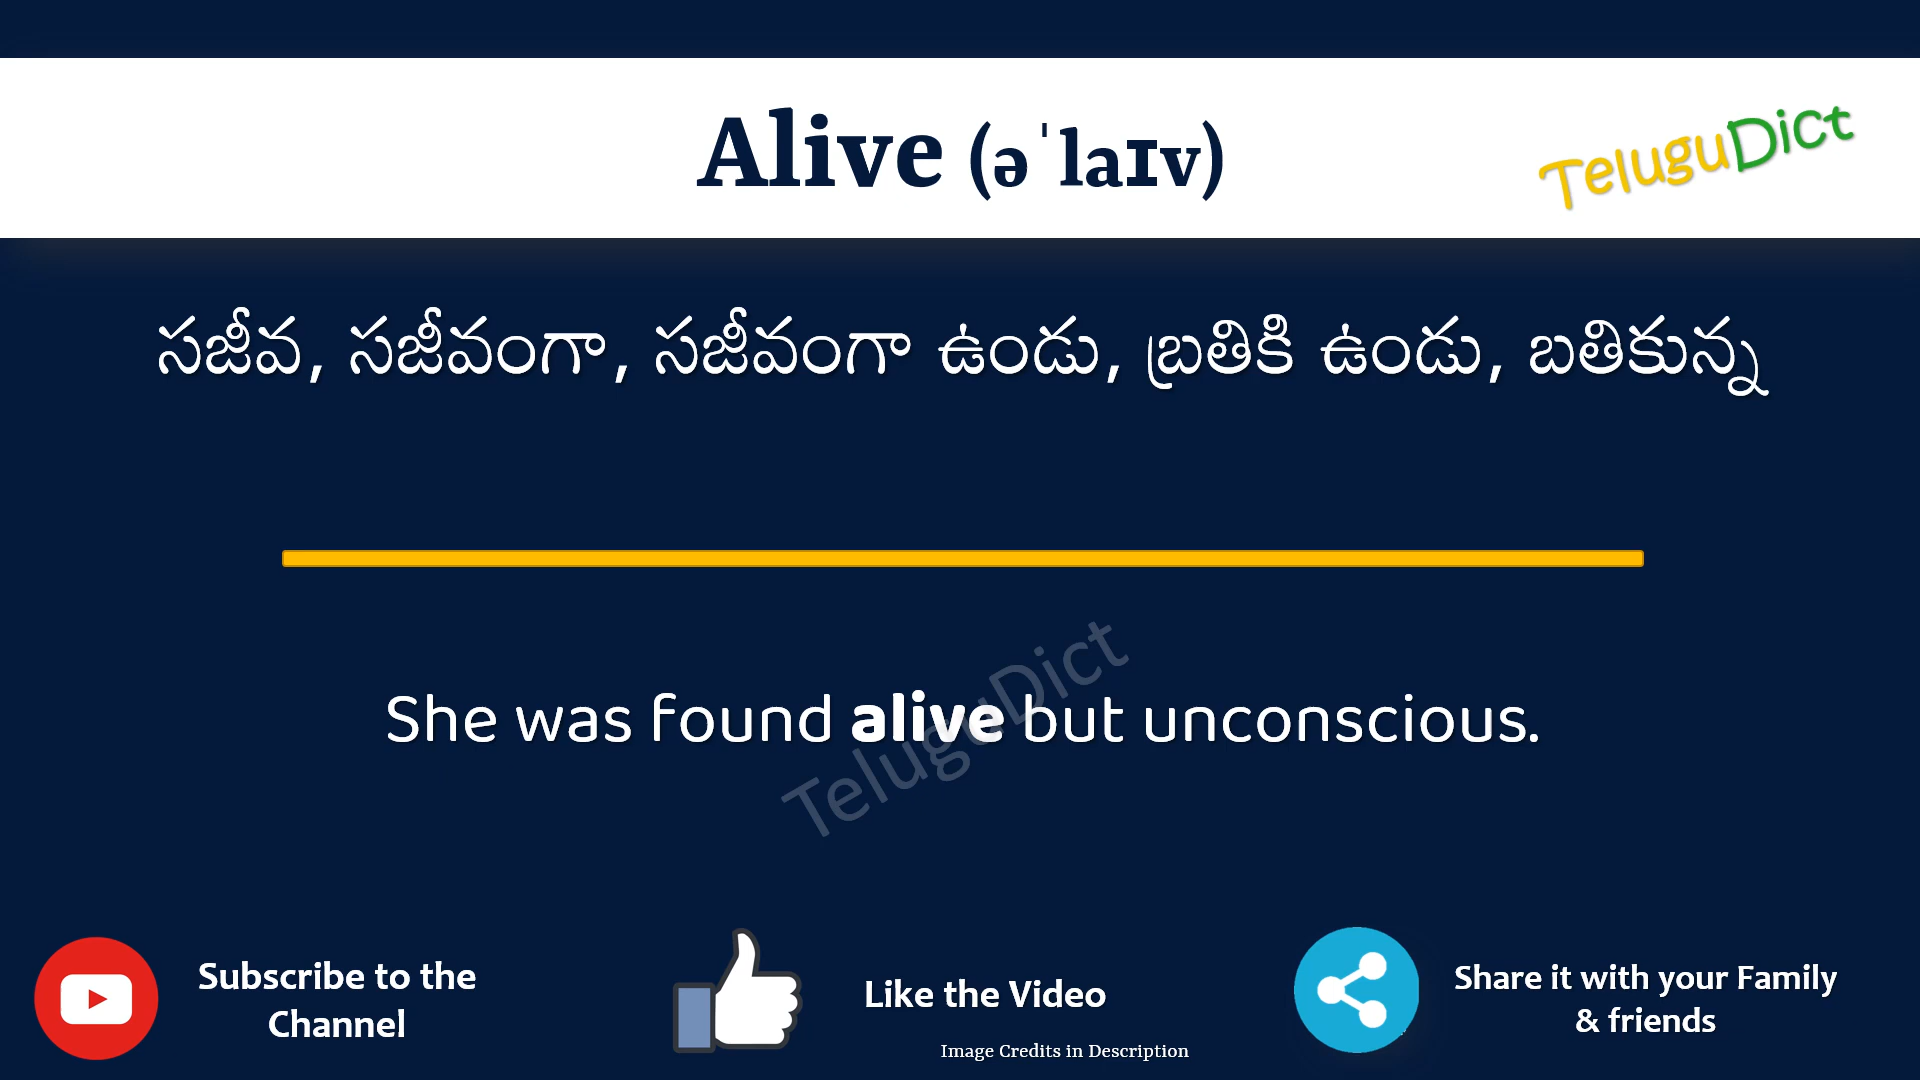 Alive (əˈlaɪv)
TeluguDict
సజీవ, సజీవంగా, సజీవంగా ఉండు, బ్రతికి ఉండు, బతికున్న
She was found alive but unconscious.
TeluguDict
Subscribe to the
Channel
Like the Video
Share it with your Family
& friends
Image Credits in Description